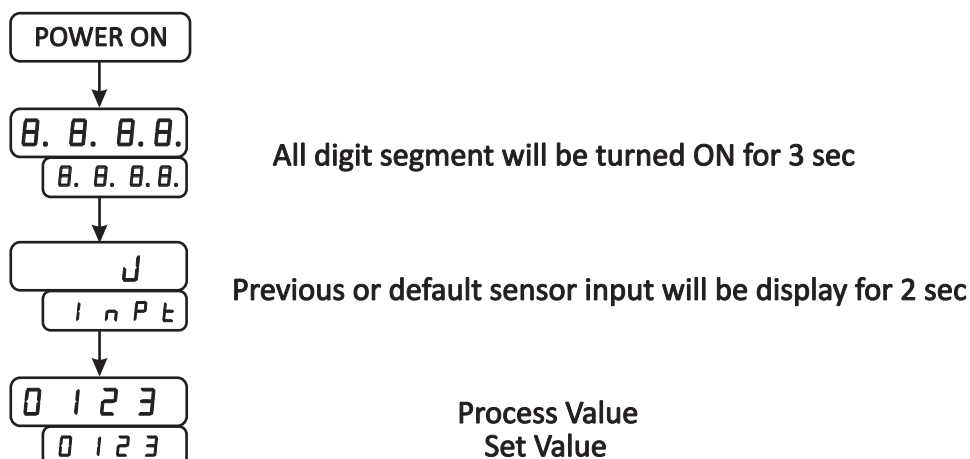 POWER ON
8. 8. 8. 8.
8. 8. 8. 8.
All digit segment will be turned ON for 3 sec
J
InPt
Previous or default sensor input will be display for 2 sec
0123
0123
Process Value
Set Value